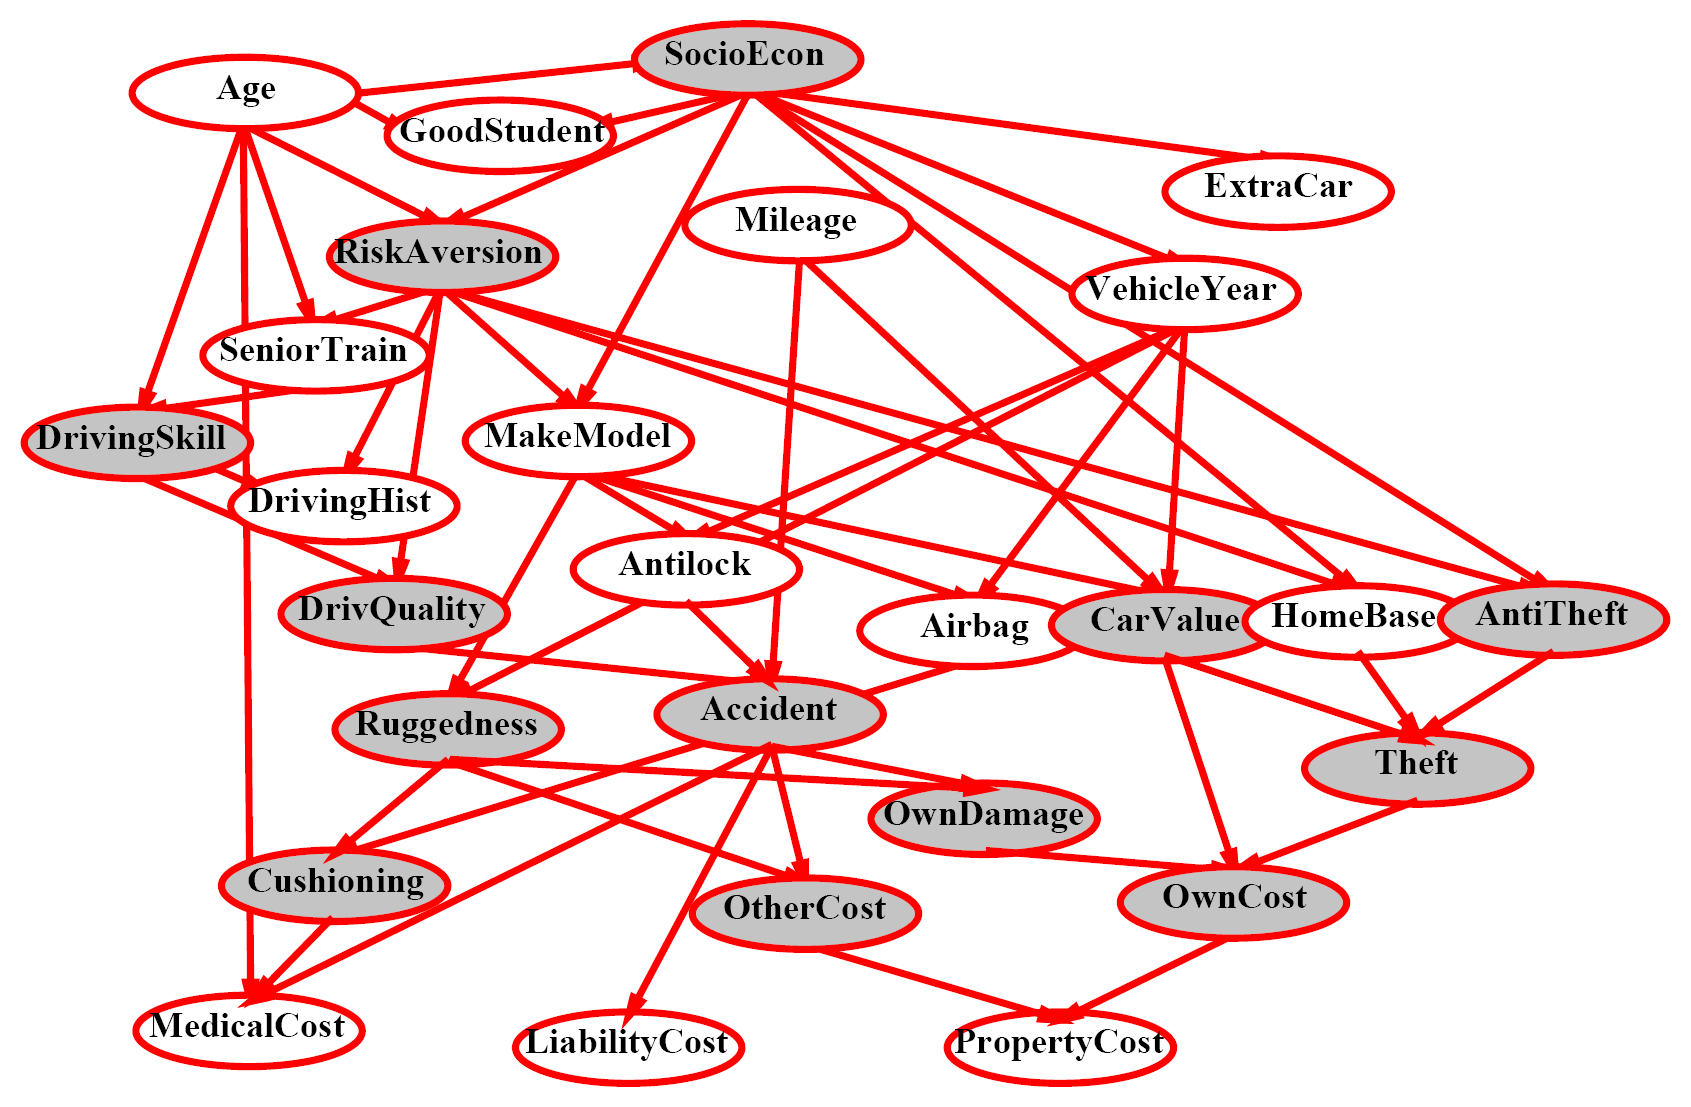 SocioEcon
Age
GoodStudent
ExtraCar
Mileage
RiskAversion
VehicleYear
SeniorTrain
DrivingSkill
MakeModel
DrivingHist
Antilock
DrivQuality
Airbag
CarValue
HomeBase
AntiTheft
Ruggedness
Accident
Theft
OwnDamage
Cushioning
OtherCost
OwnCost
MedicalCost
LiabilityCost
PropertyCost